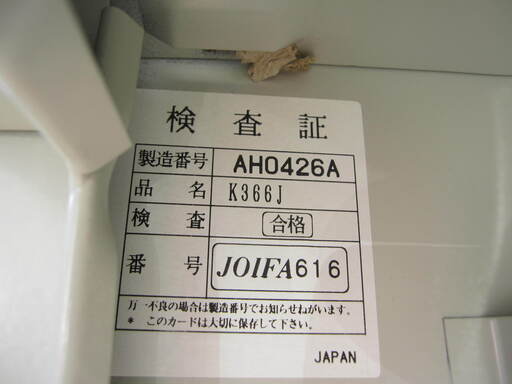 検査証
製造番号 AH0426A
品名 K366J
検査 合格
番号 JOIFA616
万一不良の場合は製造番号でお知らせねがいます。
* このカードは大切に保存して下さい。
JAPAN